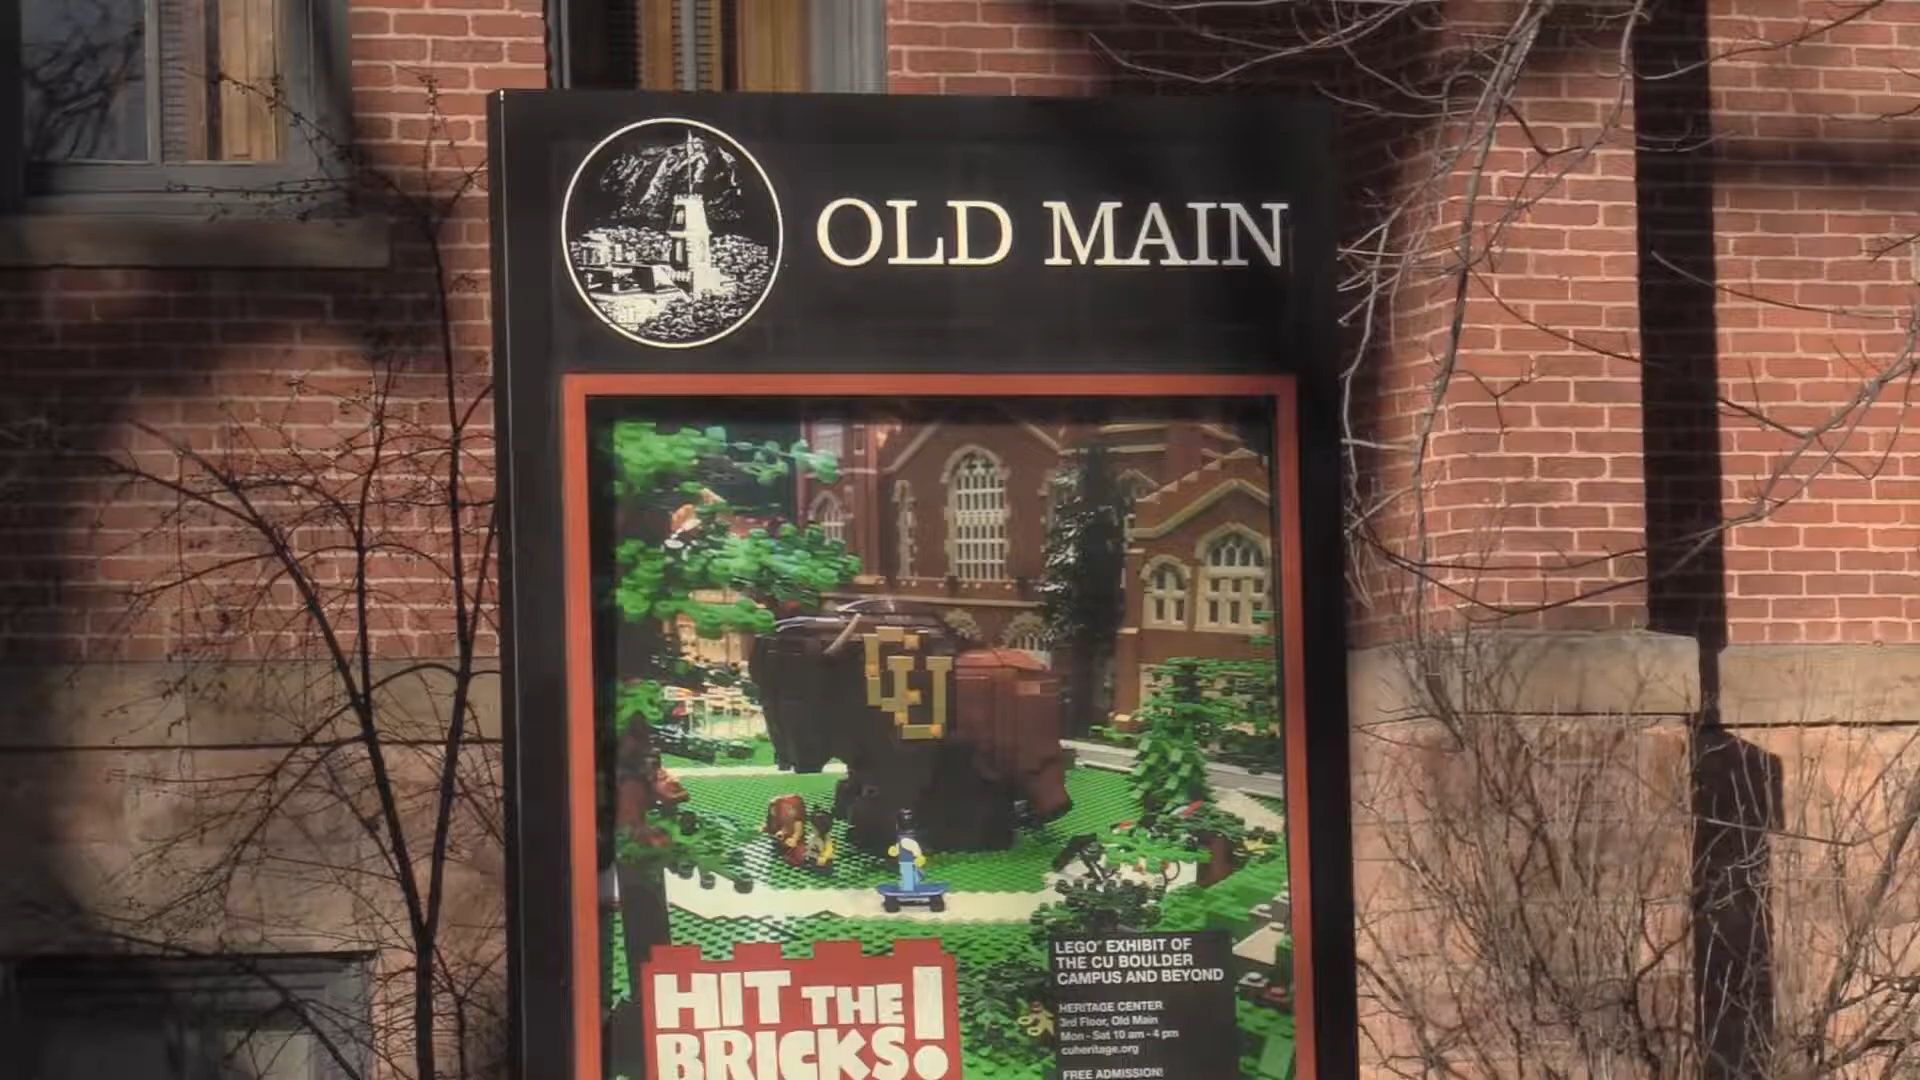 OLD MAIN
CU
HIT THE
BRICKS!
LEGO® EXHIBIT OF
THE CU BOULDER
CAMPUS AND BEYOND
HERITAGE CENTER
3rd Floor, Old Main
Mon - Sat 10 am - 4 pm
cuheritage.org
FREE ADMISSION!